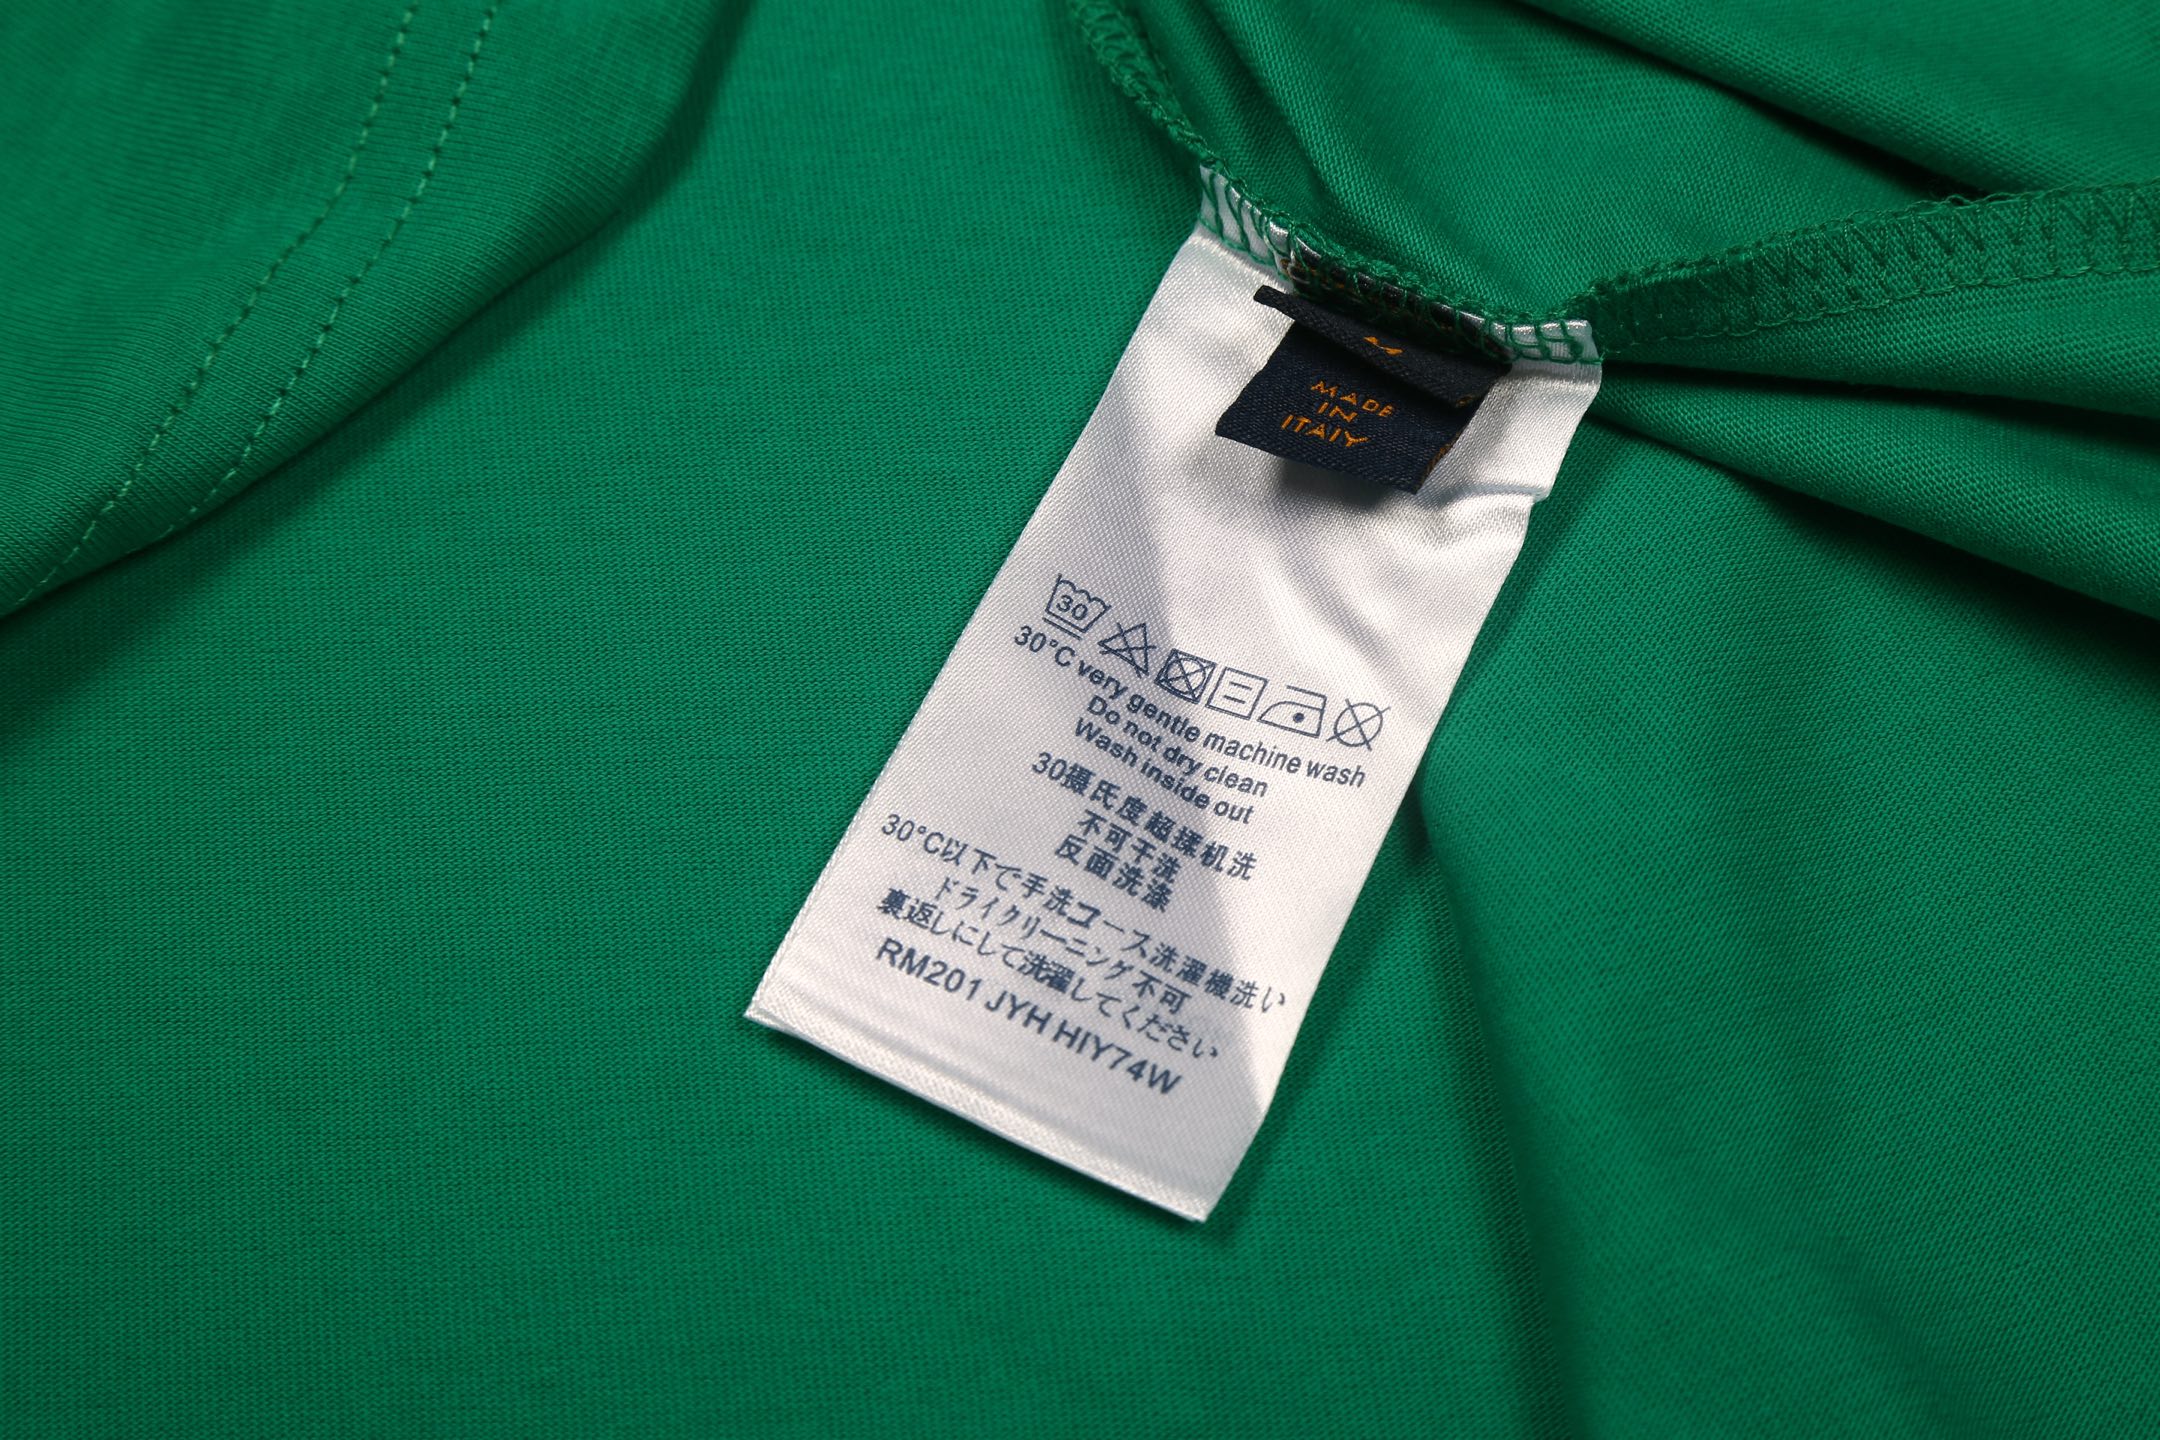 M
MADE
IN
ITAIY
30
30°C very gentle machine wash
Do not dry clean
Wash inside out
30摄氏度超揉机洗
不可干洗
反面洗涤
30°C以下で手洗コース洗濯機洗い
ドライクリーニング不可
裏返しにして洗濯してください
RM201 JYH HIY74W